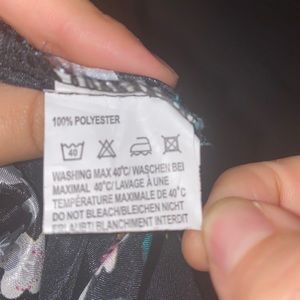 100% POLYESTER
40
WASHING MAX 40°C/WASCHEN BEI
MAXIMAL 40°C/LAVAGE À UNE
TEMPÉRATURE MAXIMALE DE 40°C
DO NOT BLEACH/BLEICHEN NICHT
ERLAUBT/BLANCHIMENT INTERDIT